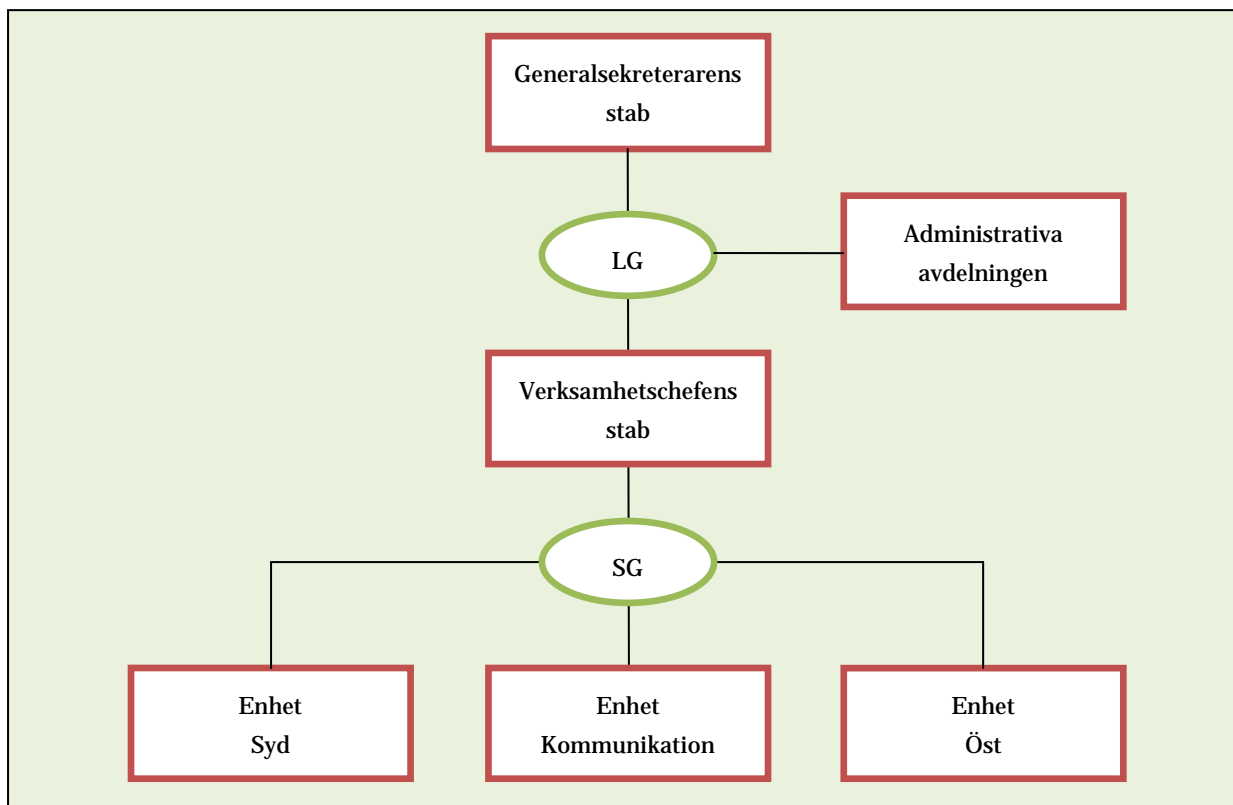 Generalsekreterarens
stab
LG
Administrativa
avdelningen
Verksamhetschefens
stab
SG
Enhet
Syd
Enhet
Kommunikation
Enhet
Öst